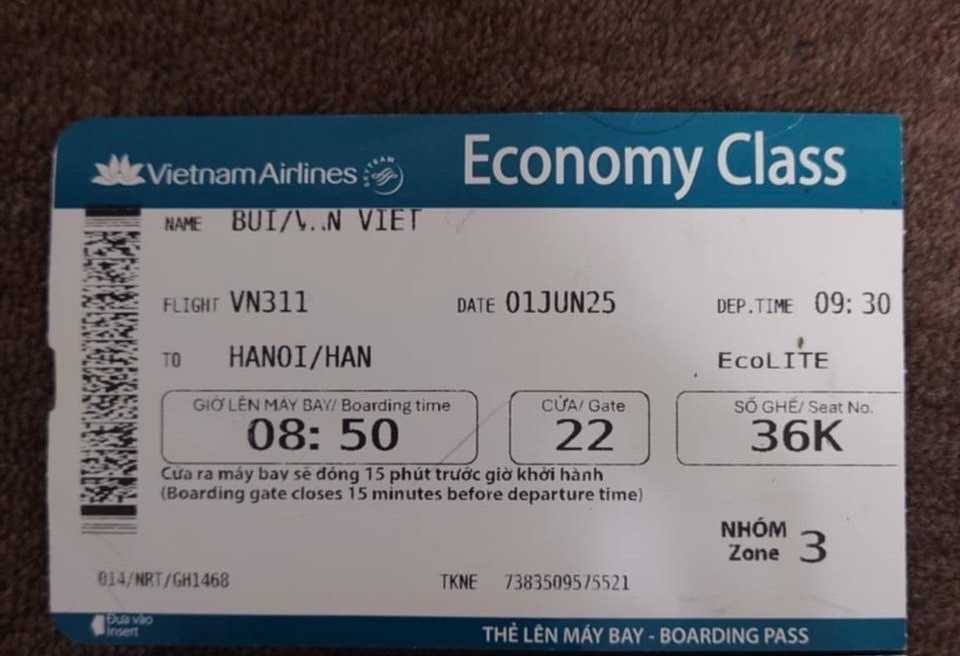 Vietnam Airlines SKYTEAM Economy Class
NAME BUI/ VIET
FLIGHT VN311 DATE 01JUN25 DEP.TIME 09: 30
TO HANOI/HAN EcoLITE
GIỜ LÊN MÁY BAY/ Boarding time CỬA/ Gate SỐ GHẾ/ Seat No.
08: 50 22 36K
Cửa ra máy bay sẽ đóng 15 phút trước giờ khởi hành
(Boarding gate closes 15 minutes before departure time)
NHÓM
Zone 3
014/NRT/GH1468 TKNE 7383509575521
Đưa vào
Insert
THẺ LÊN MÁY BAY - BOARDING PASS